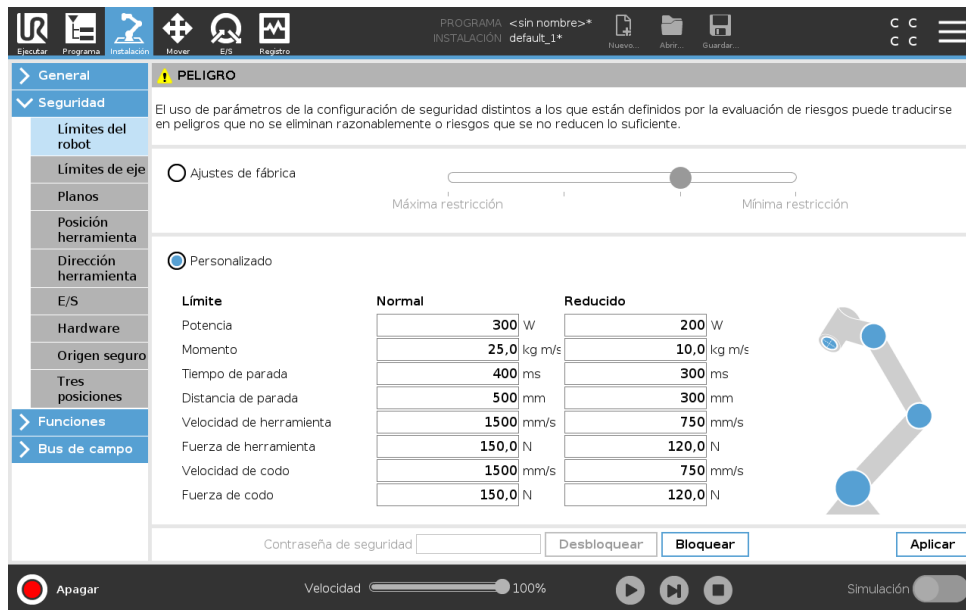 UR
PROGRAMA <sin nombre>*
INSTALACIÓN default_1*
C C
C C
Ejecutar Programa Instalación Mover E/S Registro
Nuevo... Abrir... Guardar...
General
Seguridad
Límites del robot
Límites de eje
Planos
Posición herramienta
Dirección herramienta
E/S
Hardware
Origen seguro
Tres posiciones
Funciones
Bus de campo
PELIGRO
El uso de parámetros de la configuración de seguridad distintos a los que están definidos por la evaluación de riesgos puede traducirse
en peligros que no se eliminan razonablemente o riesgos que se no reducen lo suficiente.
Ajustes de fábrica
Máxima restricción Mínima restricción
Personalizado
Límite Normal Reducido
Potencia 300 W 200 W
Momento 25,0 kg m/s 10,0 kg m/s
Tiempo de parada 400 ms 300 ms
Distancia de parada 500 mm 300 mm
Velocidad de herramienta 1500 mm/s 750 mm/s
Fuerza de herramienta 150,0 N 120,0 N
Velocidad de codo 1500 mm/s 750 mm/s
Fuerza de codo 150,0 N 120,0 N
Contraseña de seguridad Desbloquear Bloquear Aplicar
Apagar Velocidad 100% Simulación